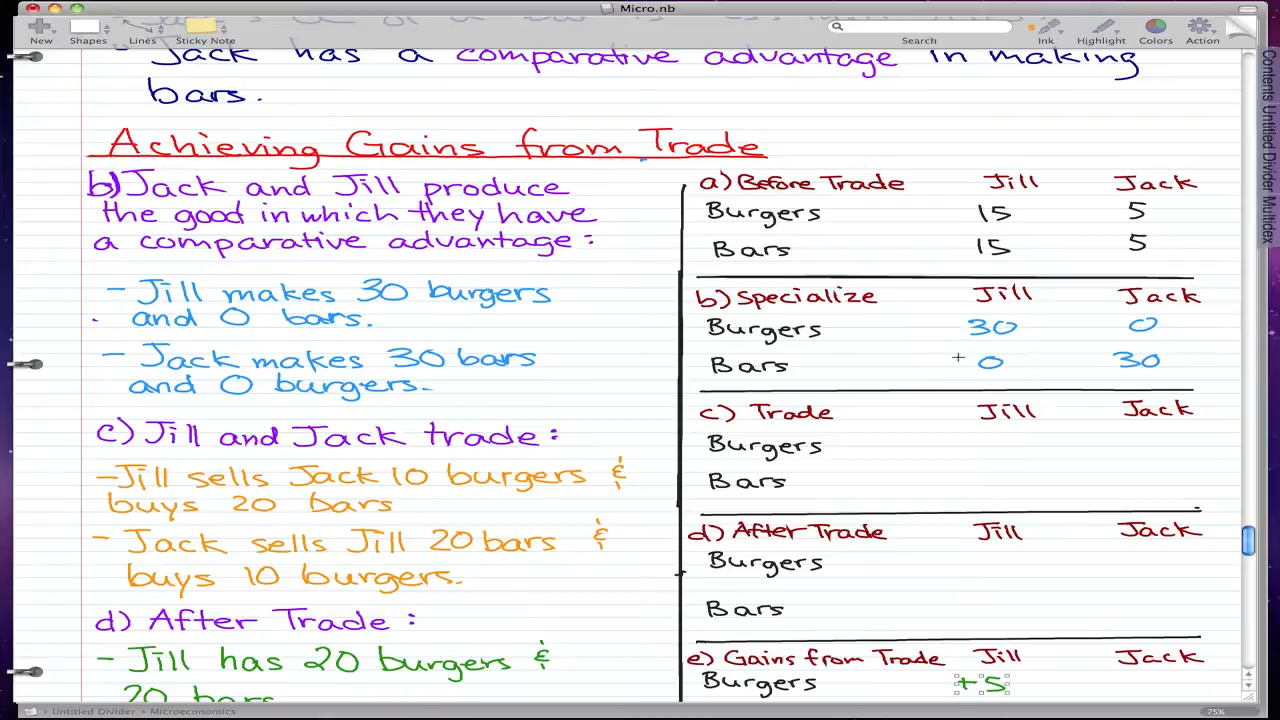 Micro.nb
New Shapes Lines Sticky Note Search Ink Highlight Colors Action
Jack has a comparative advantage in making
bars.
Achieving Gains from Trade
b) Jack and Jill produce
the good in which they have
a comparative advantage:
- Jill makes 30 burgers
and 0 bars.
- Jack makes 30 bars
and 0 burgers.
c) Jill and Jack trade:
- Jill sells Jack 10 burgers &
buys 20 bars
- Jack sells Jill 20 bars &
buys 10 burgers.
d) After Trade:
- Jill has 20 burgers &
20 bars
a) Before Trade Jill Jack
Burgers 15 5
Bars 15 5
b) Specialize Jill Jack
Burgers 30 0
Bars 0 30
c) Trade Jill Jack
Burgers
Bars
d) After Trade Jill Jack
Burgers
Bars
e) Gains from Trade Jill Jack
Burgers +5
Contents Untitled Divider Multidex
Untitled Divider > Microeconomics
75%